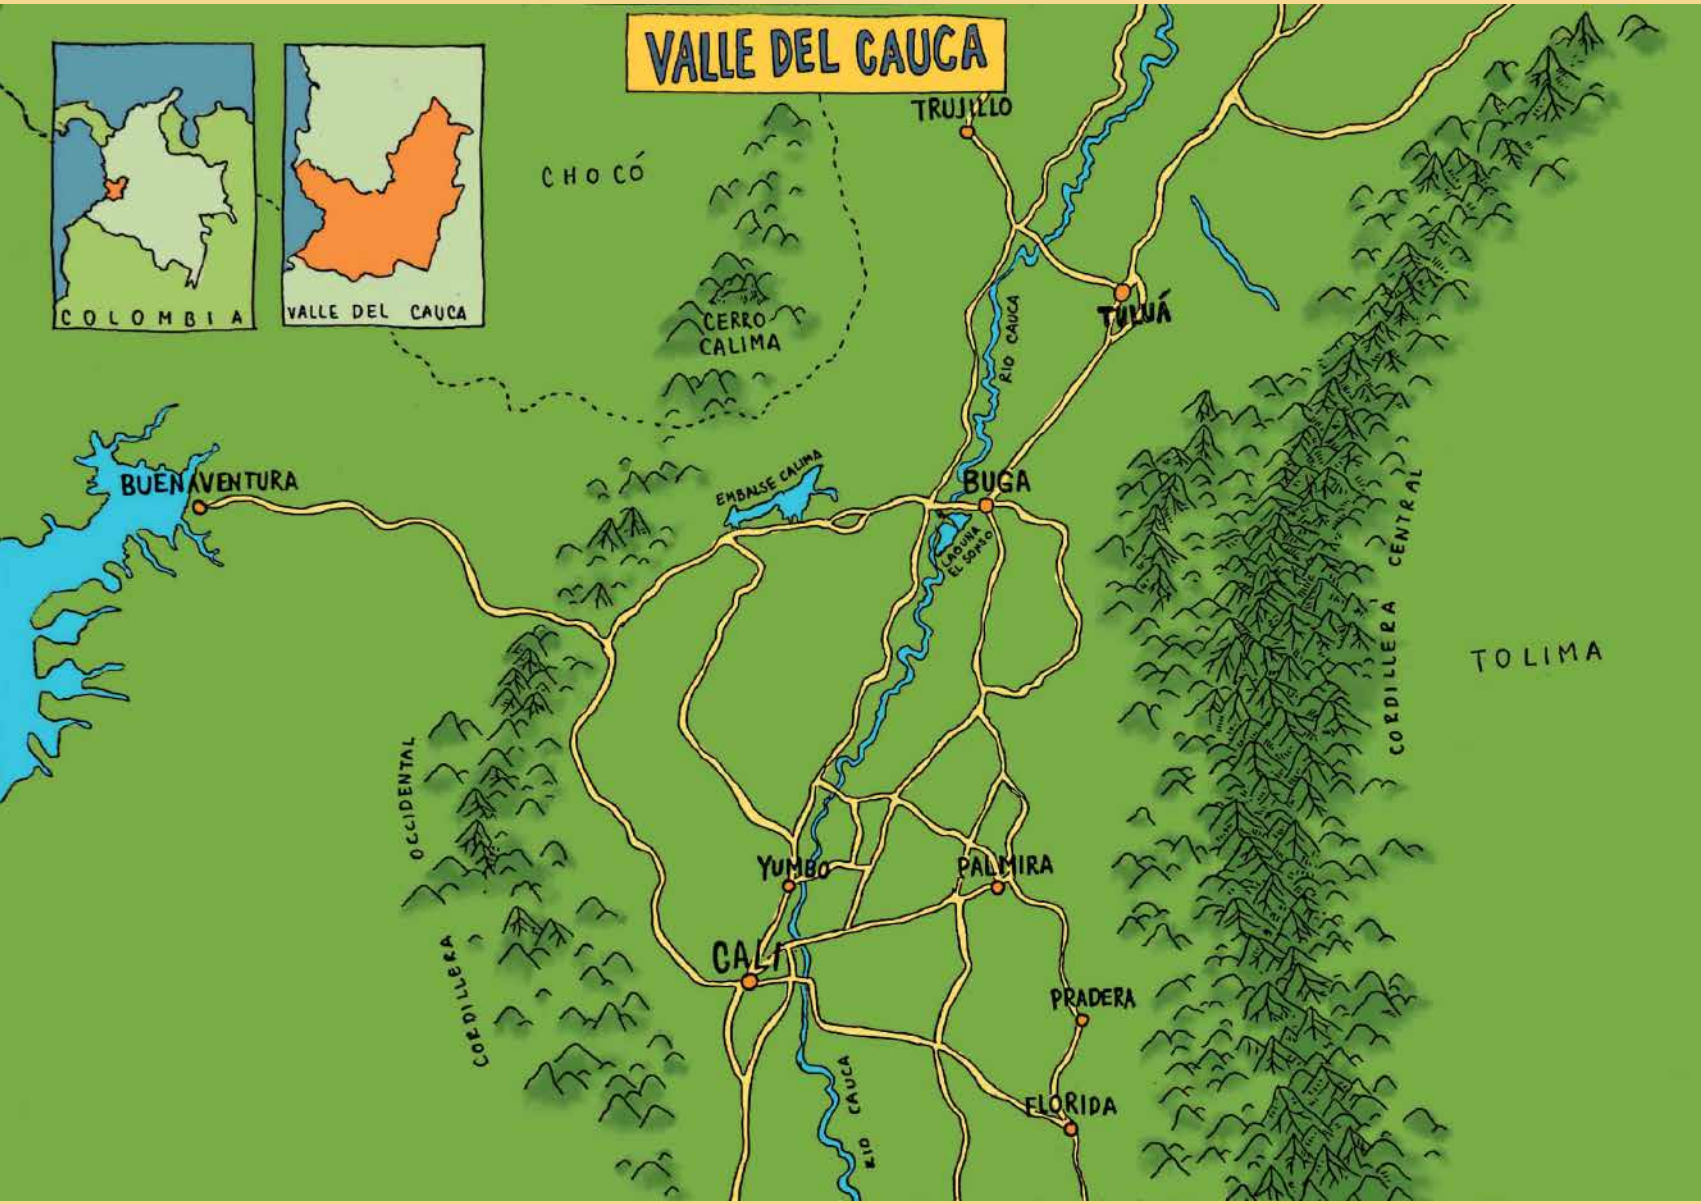 VALLE DEL CAUCA
TRUJILLO
CHOCÓ
COLOMBIA
VALLE DEL CAUCA
TULUÁ
CERRO
CALIMA
RIO CAUCA
BUENAVENTURA
EMBALSE CALIMA
BUGA
LAGUNA
EL SONSO
CORDILLERA CENTRAL
TOLIMA
CORDILLERA OCCIDENTAL
YUMBO
PALMIRA
CALI
PRADERA
RIO CAUCA
FLORIDA